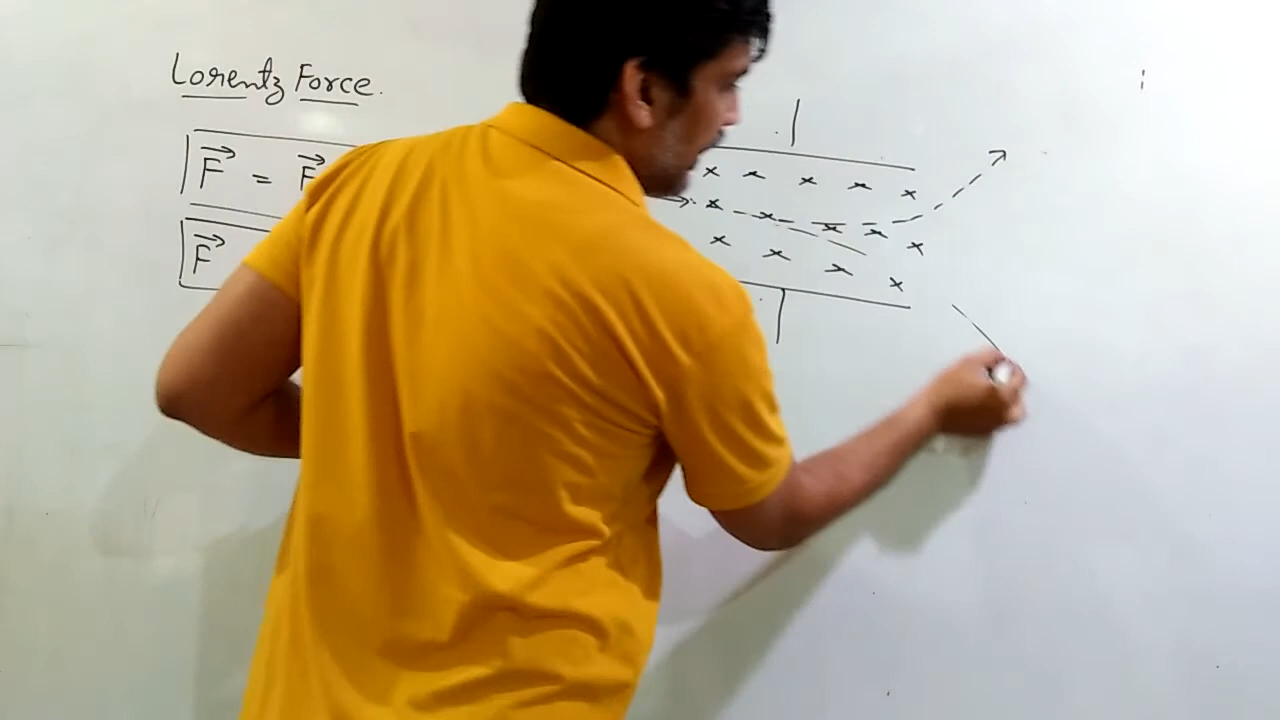 Lorentz Force.
F⃗ = F⃗
F⃗
x x x x x
x x x x x
x x x x